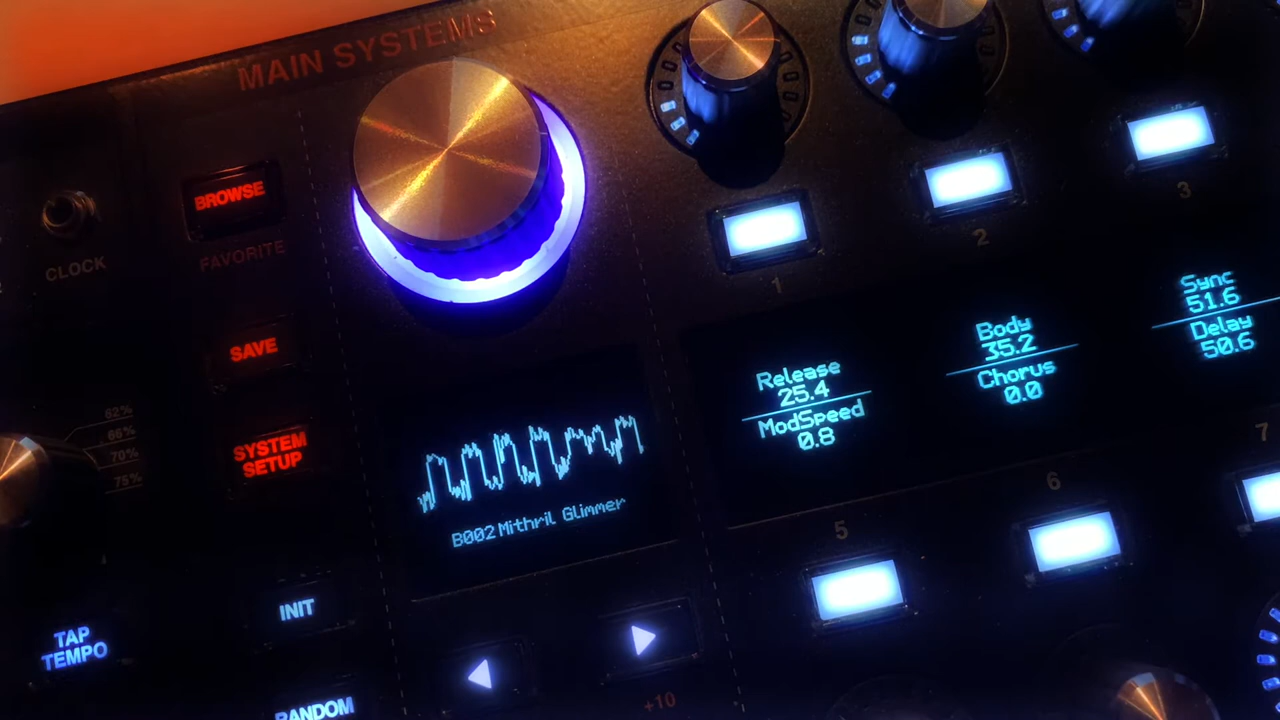 MAIN SYSTEMS
BROWSE
FAVORITE
CLOCK
SAVE
SYSTEM
SETUP
62%
66%
70%
75%
TAP
TEMPO
INIT
RANDOM
B002 Mithril Glimmer
+10
1
2
3
Release
25.4
ModSpeed
0.8
Body
35.2
Chorus
0.0
Sync
51.6
Delay
50.6
5
6
7